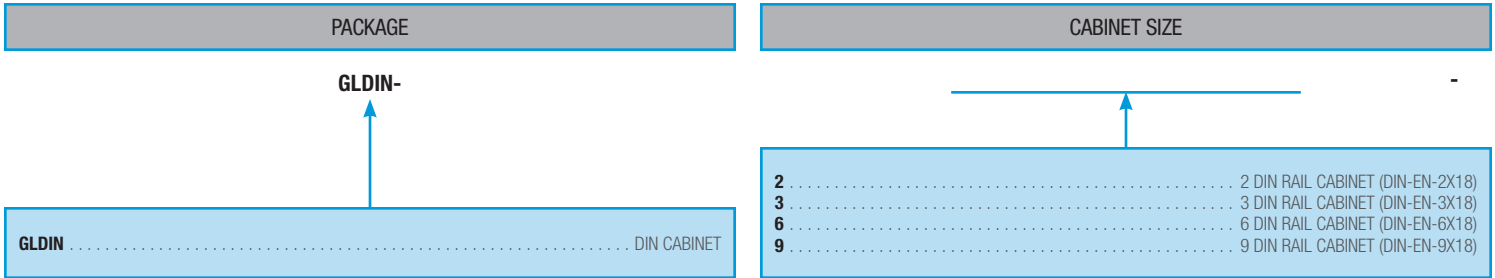 PACKAGE
GLDIN-
GLDIN . . . . . . . . . . . . . . . . . . . . . . . . . . . . . . . . . . . . . . . . . . . . . . . . . . . . . . . . . . . . . . . DIN CABINET
CABINET SIZE
-
2 . . . . . . . . . . . . . . . . . . . . . . . . . . . . . . . . . . . . . . . . . . . . . . . . . . 2 DIN RAIL CABINET (DIN-EN-2X18)
3 . . . . . . . . . . . . . . . . . . . . . . . . . . . . . . . . . . . . . . . . . . . . . . . . . . 3 DIN RAIL CABINET (DIN-EN-3X18)
6 . . . . . . . . . . . . . . . . . . . . . . . . . . . . . . . . . . . . . . . . . . . . . . . . . . 6 DIN RAIL CABINET (DIN-EN-6X18)
9 . . . . . . . . . . . . . . . . . . . . . . . . . . . . . . . . . . . . . . . . . . . . . . . . . . 9 DIN RAIL CABINET (DIN-EN-9X18)